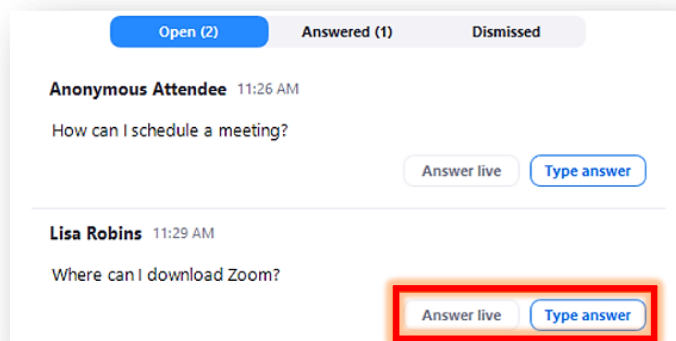 Open (2) Answered (1) Dismissed
Anonymous Attendee 11:26 AM
How can I schedule a meeting?
Answer live Type answer
Lisa Robins 11:29 AM
Where can I download Zoom?
Answer live Type answer